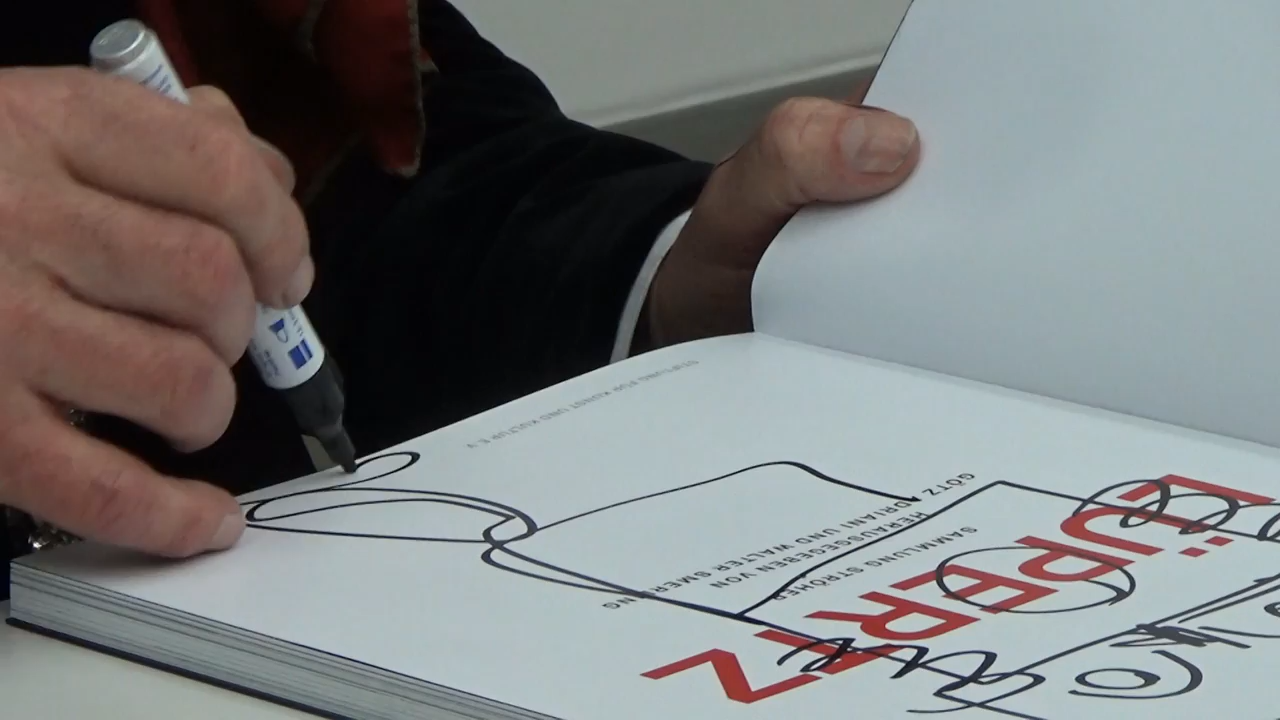 LÜPERTZ
SAMMLUNG STRÖHER
HERAUSGEGEBEN VON
GÖTZ ADRIANI UND WALTER SMERLING
STIFTUNG FÜR KUNST UND KULTUR E.V.